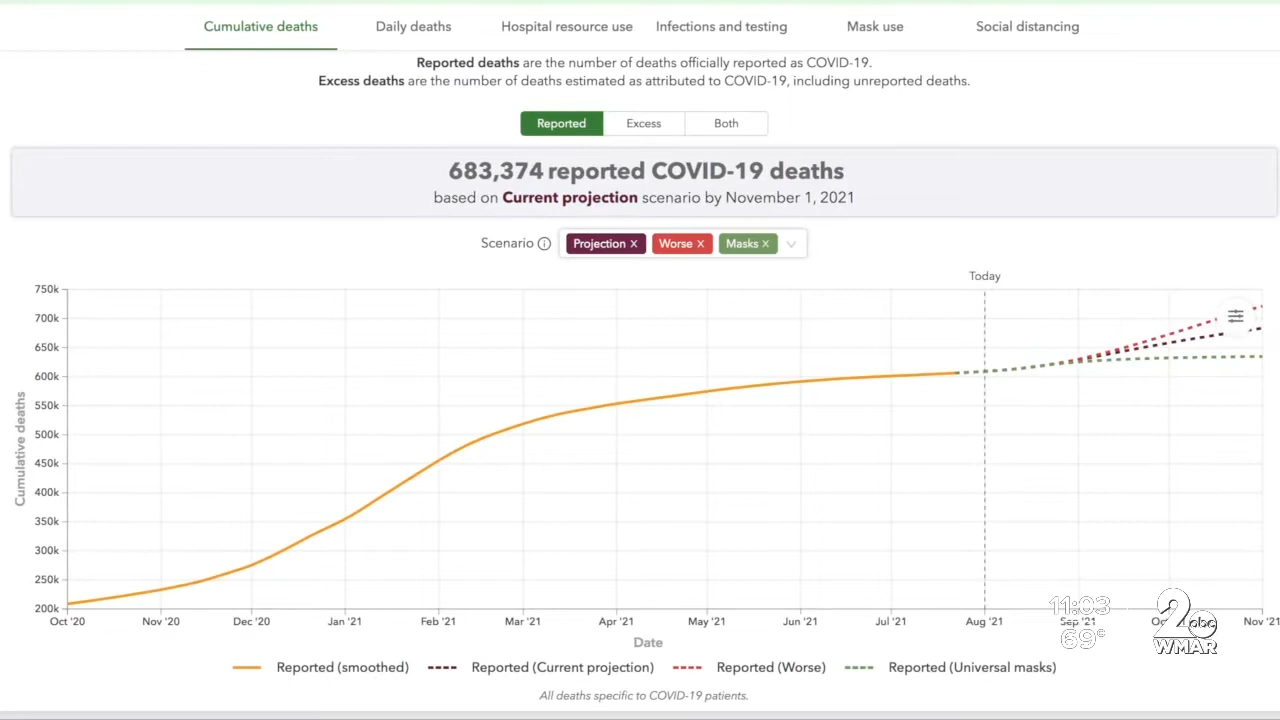 Cumulative deaths Daily deaths Hospital resource use Infections and testing Mask use Social distancing
Reported deaths are the number of deaths officially reported as COVID-19.
Excess deaths are the number of deaths estimated as attributed to COVID-19, including unreported deaths.
Reported Excess Both
683,374 reported COVID-19 deaths
based on Current projection scenario by November 1, 2021
Scenario Projection × Worse × Masks ×
Today
750k
700k
650k
600k
550k
500k
450k
400k
350k
300k
250k
200k
Cumulative deaths
Oct '20 Nov '20 Dec '20 Jan '21 Feb '21 Mar '21 Apr '21 May '21 Jun '21 Jul '21 Aug '21 Sep '21 Nov '21
Date
Reported (smoothed) Reported (Current projection) Reported (Worse) Reported (Universal masks)
All deaths specific to COVID-19 patients.
11:03
69°
2 abc
WMAR